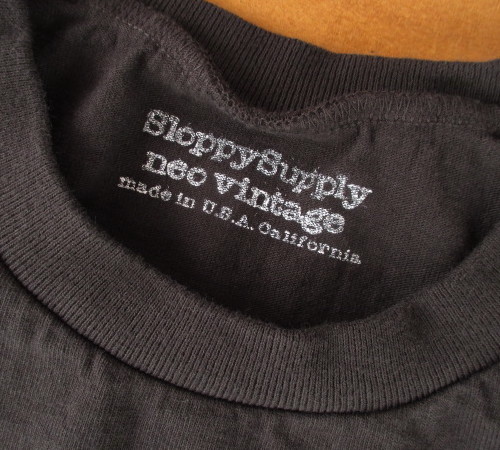 SloppySupply
neo vintage
made in U.S.A. California